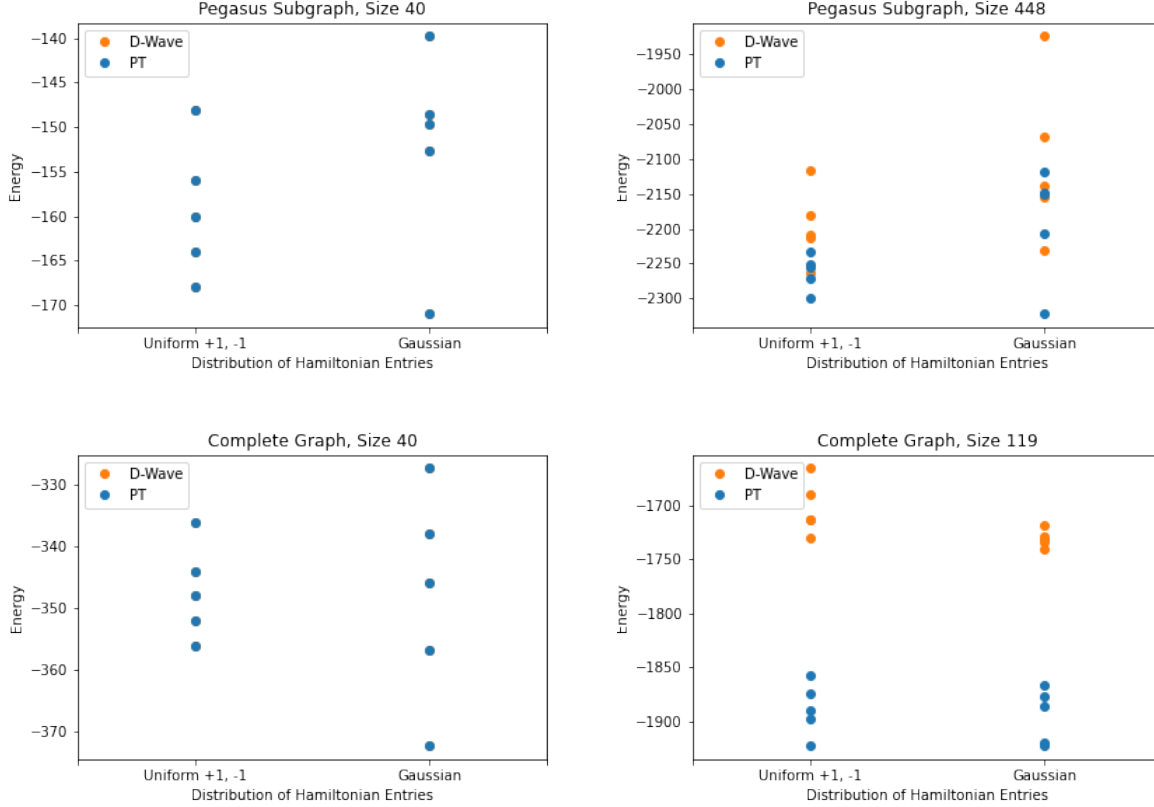 Pegasus Subgraph, Size 40
D-Wave
PT
−140
−145
−150
−155
−160
−165
−170
Energy
Uniform +1, -1
Gaussian
Distribution of Hamiltonian Entries
Pegasus Subgraph, Size 448
D-Wave
PT
−1950
−2000
−2050
−2100
−2150
−2200
−2250
−2300
Energy
Uniform +1, -1
Gaussian
Distribution of Hamiltonian Entries
Complete Graph, Size 40
D-Wave
PT
−330
−340
−350
−360
−370
Energy
Uniform +1, -1
Gaussian
Distribution of Hamiltonian Entries
Complete Graph, Size 119
D-Wave
PT
−1700
−1750
−1800
−1850
−1900
Energy
Uniform +1, -1
Gaussian
Distribution of Hamiltonian Entries